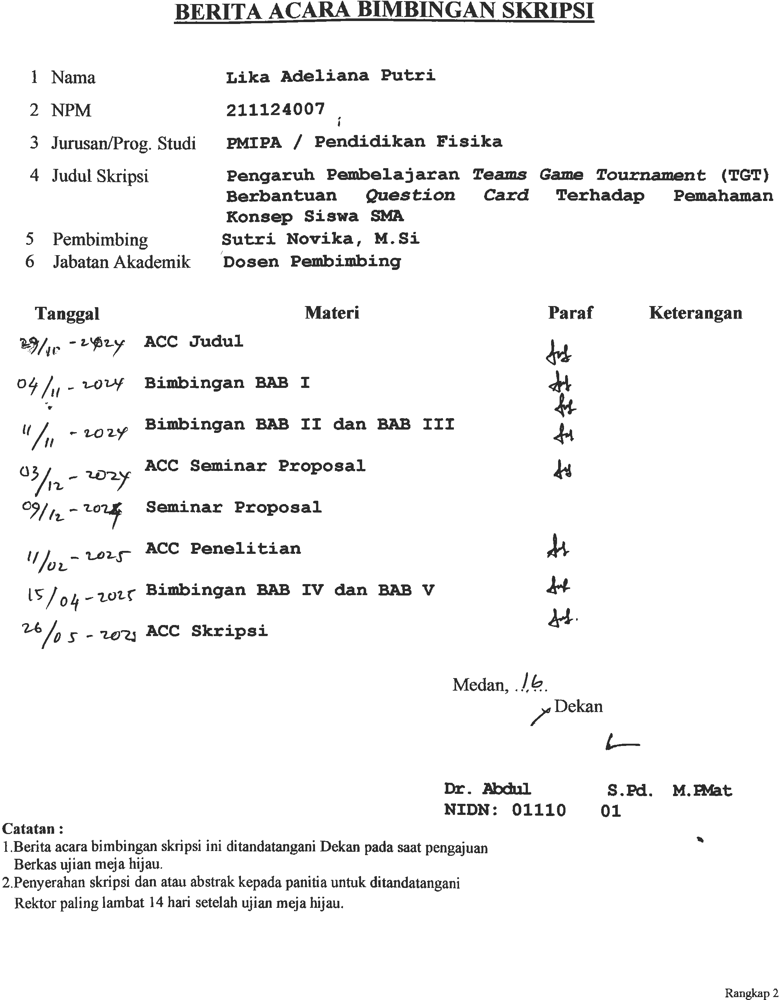 BERITA ACARA BIMBINGAN SKRIPSI
1 Nama Lika Adeliana Putri
2 NPM 211124007
3 Jurusan/Prog. Studi PMIPA / Pendidikan Fisika
4 Judul Skripsi Pengaruh Pembelajaran Teams Game Tournament (TGT)
Berbantuan Question Card Terhadap Pemahaman
Konsep Siswa SMA
5 Pembimbing Sutri Novika, M.Si
6 Jabatan Akademik Dosen Pembimbing
Tanggal Materi Paraf Keterangan
29/10 - 2024 ACC Judul
04/11 - 2024 Bimbingan BAB I
11/11 - 2024 Bimbingan BAB II dan BAB III
03/12 - 2024 ACC Seminar Proposal
09/12 - 2024 Seminar Proposal
11/02 - 2025 ACC Penelitian
15/04 - 2025 Bimbingan BAB IV dan BAB V
26/05 - 2025 ACC Skripsi
Medan, 16
Dekan
Dr. Abdul S.Pd. M.PMat
NIDN: 01110 01
Catatan :
1.Berita acara bimbingan skripsi ini ditandatangani Dekan pada saat pengajuan
Berkas ujian meja hijau.
2.Penyerahan skripsi dan atau abstrak kepada panitia untuk ditandatangani
Rektor paling lambat 14 hari setelah ujian meja hijau.
Rangkap 2